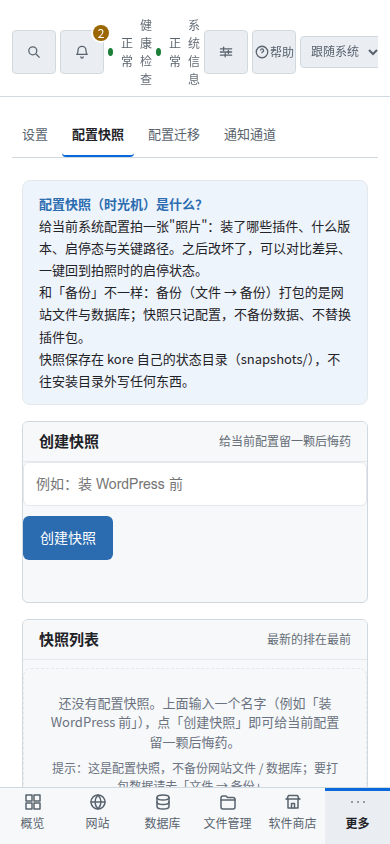 2
正常
健康检查
正常
系统信息
帮助
跟随系统
设置
配置快照
配置迁移
通知通道
配置快照（时光机）是什么？
给当前系统配置拍一张"照片"：装了哪些插件、什么版
本、启停态与关键路径。之后改坏了，可以对比差异、
一键回到拍照时的启停状态。
和「备份」不一样：备份（文件 → 备份）打包的是网
站文件与数据库；快照只记配置，不备份数据、不替换
插件包。
快照保存在 kore 自己的状态目录（snapshots/），不
往安装目录外写任何东西。
创建快照
给当前配置留一颗后悔药
例如：装 WordPress 前
创建快照
快照列表
最新的排在最前
还没有配置快照。上面输入一个名字（例如「装
WordPress 前」），点「创建快照」即可给当前配置
留一颗后悔药。
提示：这是配置快照，不备份网站文件 / 数据库；要打
包数据请去「文件 → 备份」
概览
网站
数据库
文件管理
软件商店
更多